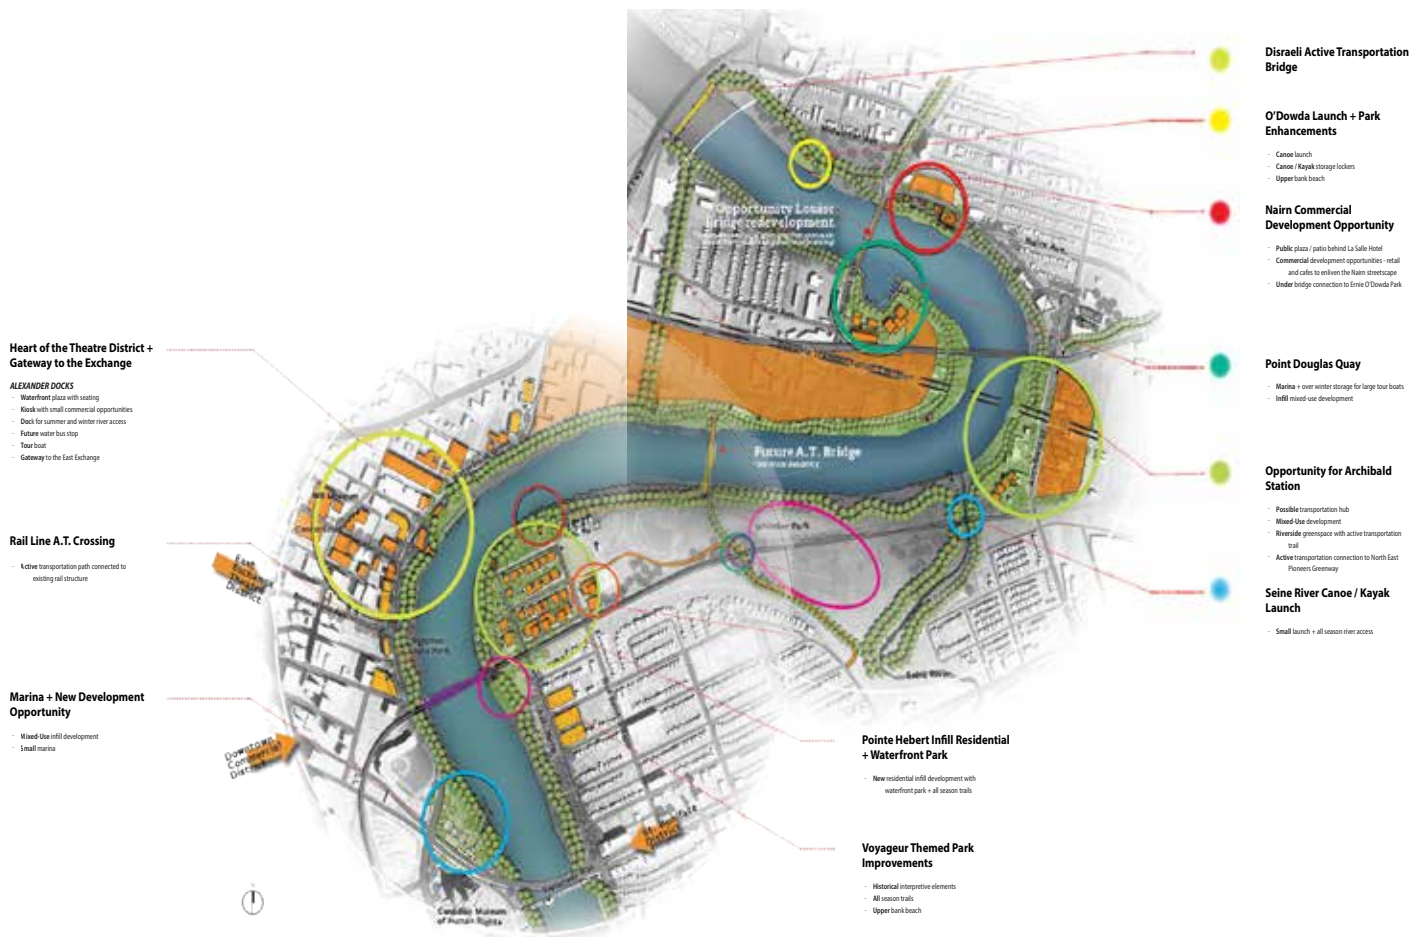 Disraeli Active Transportation
Bridge
O'Dowda Launch + Park
Enhancements
- Canoe launch
- Canoe / Kayak storage lockers
- Upper bank beach
Nairn Commercial
Development Opportunity
- Public plaza / patio behind La Salle Hotel
- Commercial development opportunities - retail
and cafes to enliven the Nairn streetscape
- Under bridge connection to Ernie O'Dowda Park
Point Douglas Quay
- Marina + over winter storage for large tour boats
- Infill mixed-use development
Opportunity for Archibald
Station
- Possible transportation hub
- Mixed-Use development
- Riverside greenspace with active transportation
trail
- Active transportation connection to North East
Pioneers Greenway
Seine River Canoe / Kayak
Launch
- Small launch + all season river access
Heart of the Theatre District +
Gateway to the Exchange
ALEXANDER DOCKS
- Waterfront plaza with seating
- Kiosk with small commercial opportunities
- Dock for summer and winter river access
- Future water bus stop
- Tour boat
- Gateway to the East Exchange
Rail Line A.T. Crossing
- Active transportation path connected to
existing rail structure
Marina + New Development
Opportunity
- Mixed-Use infill development
- Small marina
Pointe Hebert Infill Residential
+ Waterfront Park
- New residential infill development with
waterfront park + all season trails
Voyageur Themed Park
Improvements
- Historical interpretive elements
- All season trails
- Upper bank beach
Opportunity Louise
Bridge redevelopment
Nairn Ave.
Future A.T. Bridge
Whittier Park
Seine River
East
District
Downtown
Commercial
District
Canadian Museum
of Human Rights